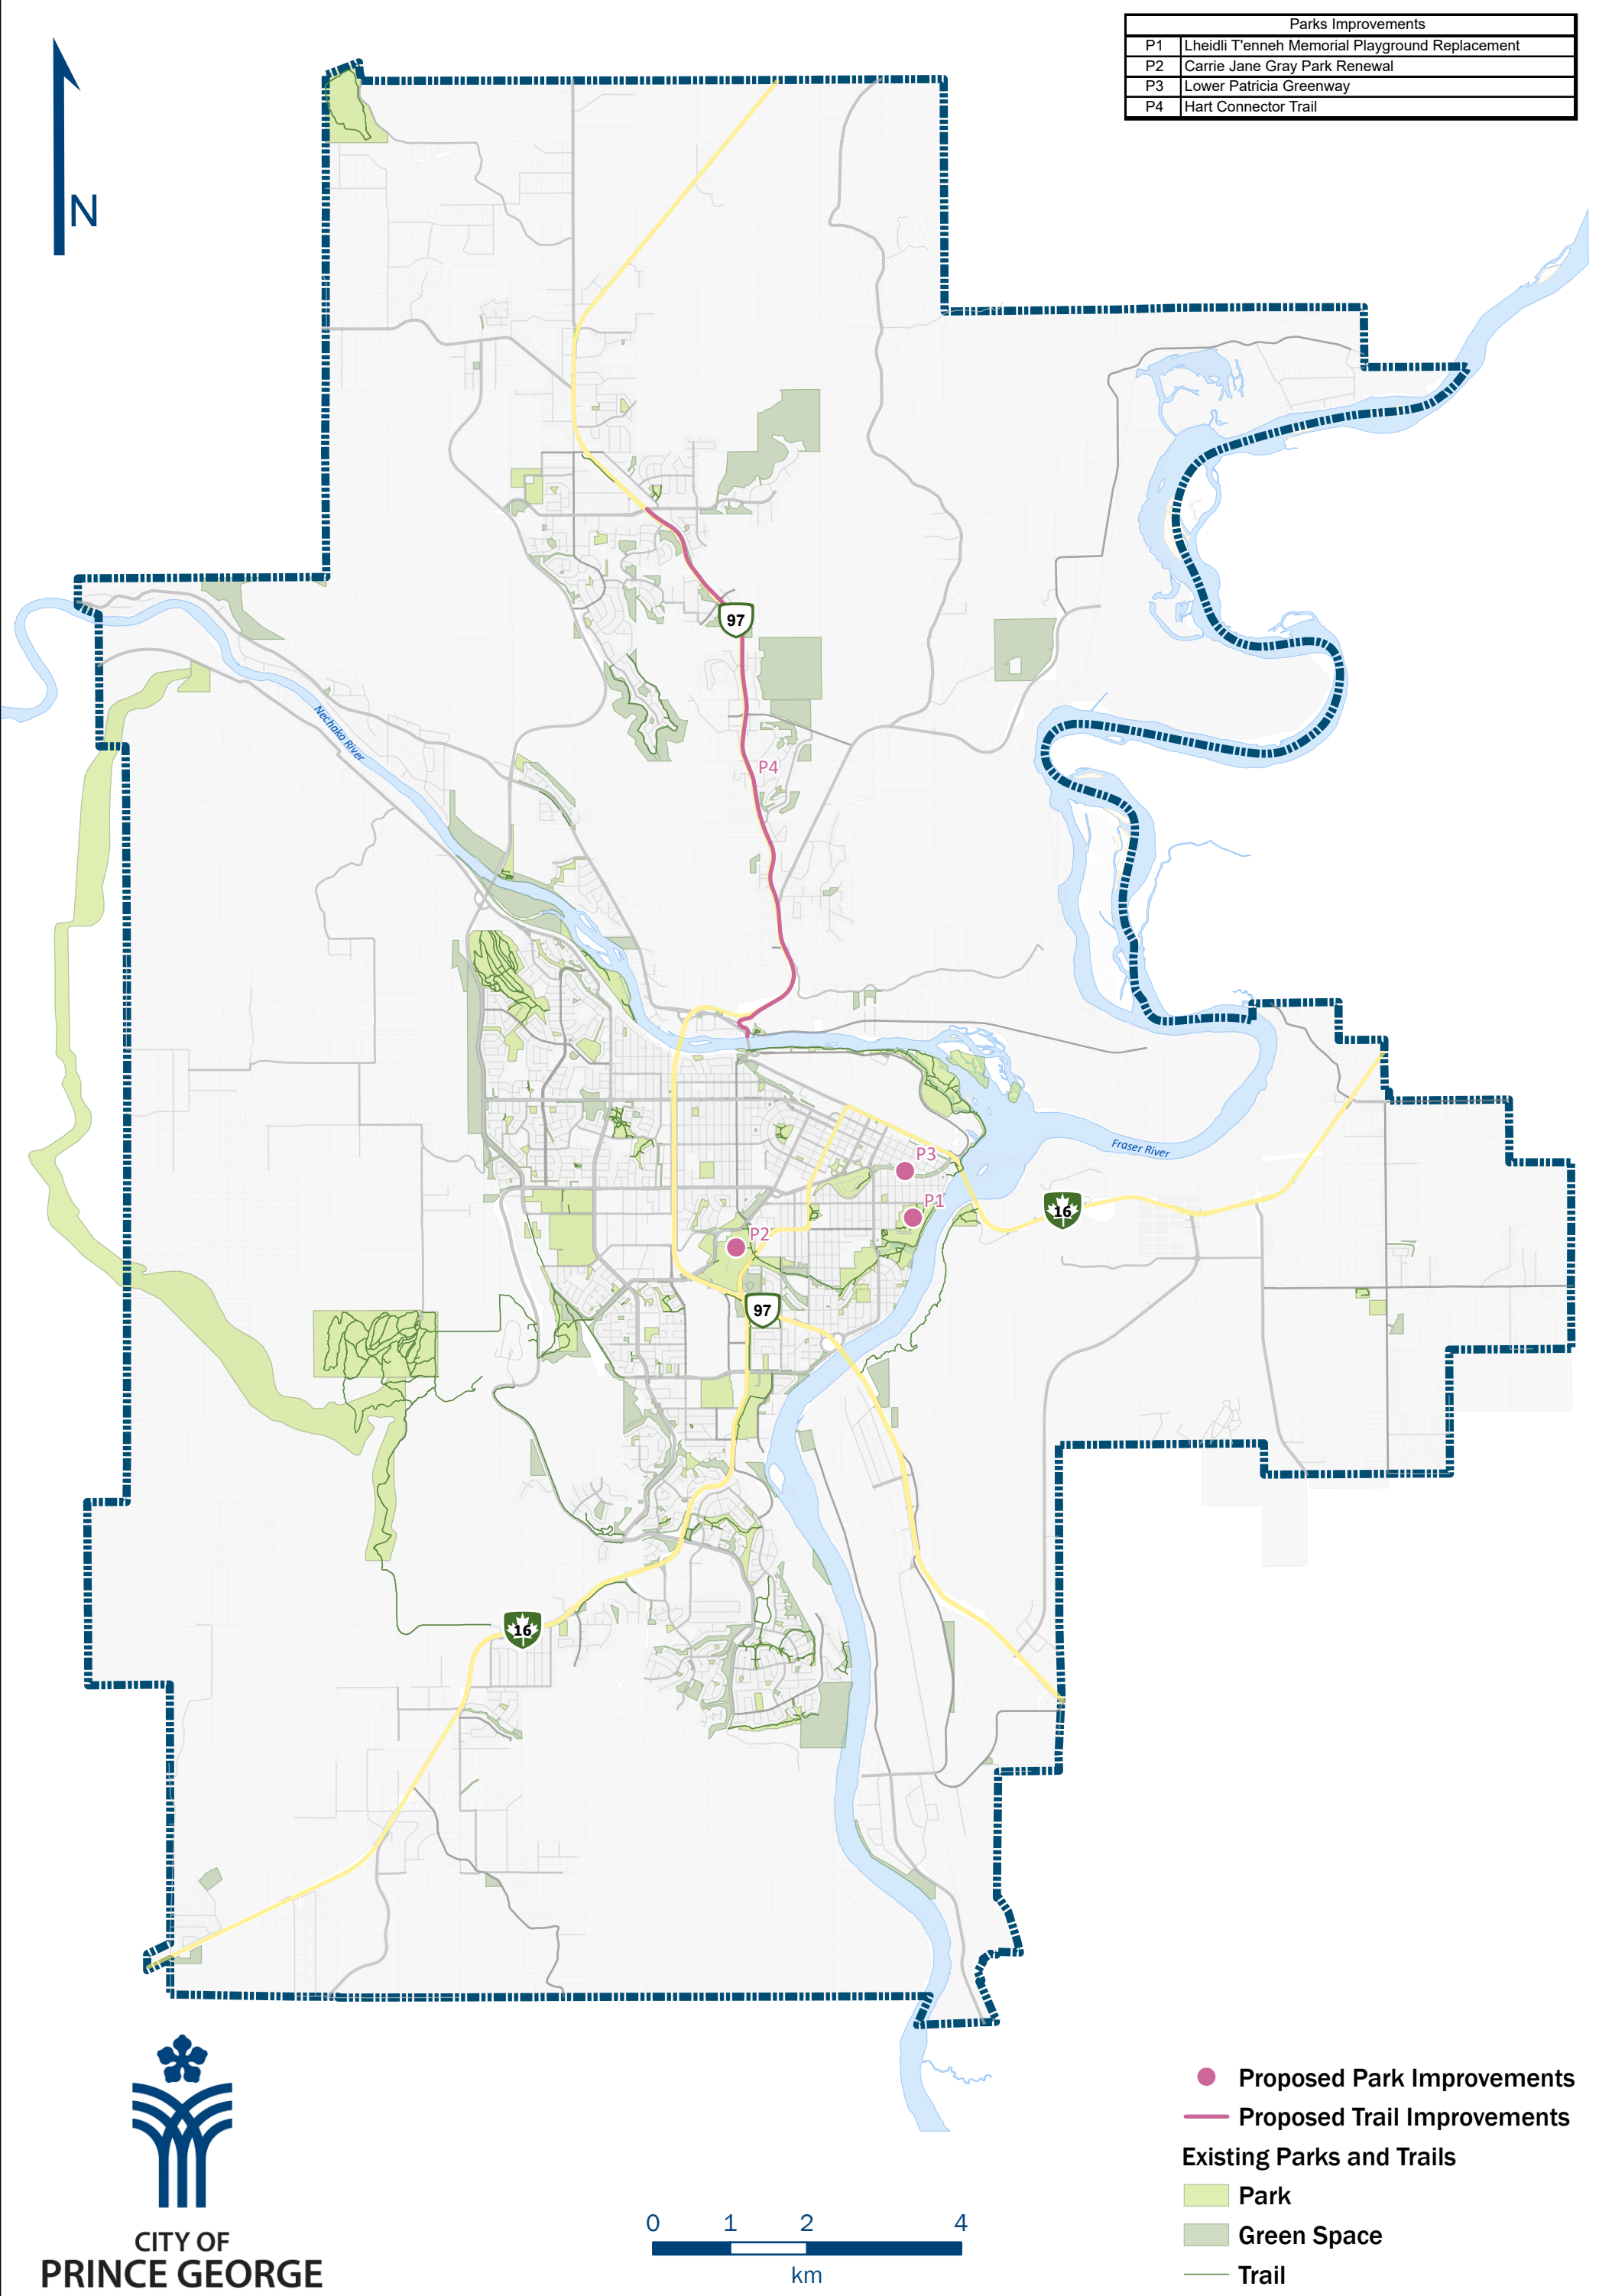 Parks Improvements
P1 Lheidli T'enneh Memorial Playground Replacement
P2 Carrie Jane Gray Park Renewal
P3 Lower Patricia Greenway
P4 Hart Connector Trail
N
97
Nechako River
P4
Fraser River
P3
P1
16
P2
97
16
Proposed Park Improvements
Proposed Trail Improvements
Existing Parks and Trails
Park
Green Space
Trail
0 1 2 4
km
CITY OF
PRINCE GEORGE